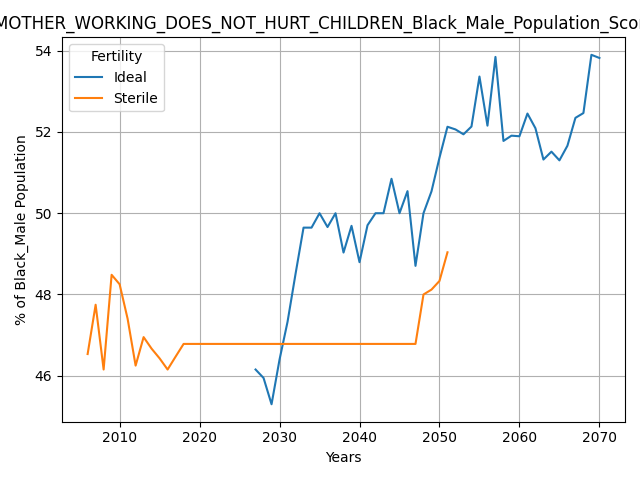 MOTHER_WORKING_DOES_NOT_HURT_CHILDREN_Black_Male_Population_Scor
Fertility
Ideal
Sterile
% of Black_Male Population
54
52
50
48
46
2010 2020 2030 2040 2050 2060 2070
Years